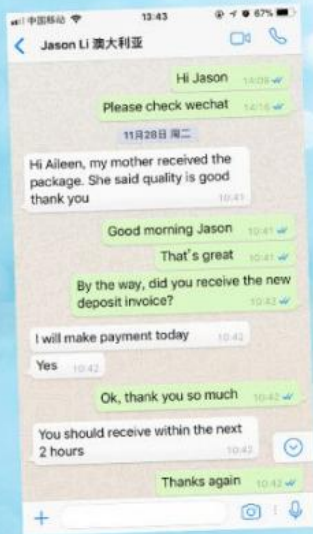 中国移动 13:43 67%
Jason Li 澳大利亚
Hi Jason 14:08
Please check wechat 14:16
11月28日 周二
Hi Aileen, my mother received the
package. She said quality is good
thank you 10:41
Good morning Jason 10:41
That's great 10:41
By the way, did you receive the new
deposit invoice? 10:42
I will make payment today 10:42
Yes 10:42
Ok, thank you so much 10:42
You should receive within the next
2 hours 10:42
Thanks again 10:42